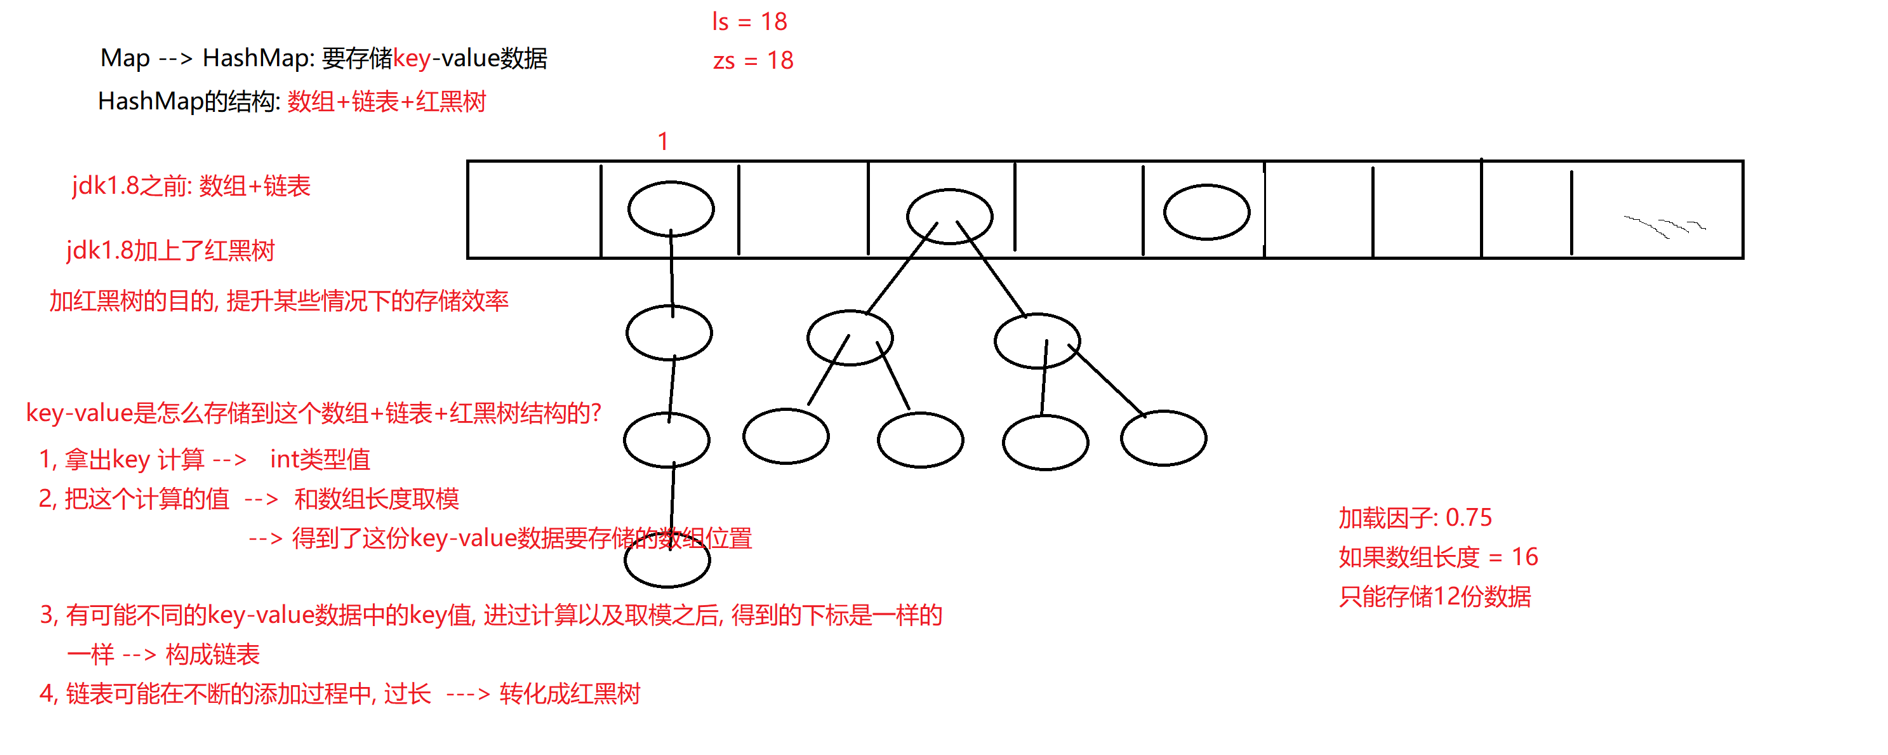 ls = 18
zs = 18
Map --> HashMap: 要存储key-value数据
HashMap的结构: 数组+链表+红黑树
1
jdk1.8之前: 数组+链表
jdk1.8加上了红黑树
加红黑树的目的, 提升某些情况下的存储效率
key-value是怎么存储到这个数组+链表+红黑树结构的?
1, 拿出key 计算 --> int类型值
2, 把这个计算的值 --> 和数组长度取模
--> 得到了这份key-value数据要存储的数组位置
3, 有可能不同的key-value数据中的key值, 进过计算以及取模之后, 得到的下标是一样的
一样 --> 构成链表
4, 链表可能在不断的添加过程中, 过长 ---> 转化成红黑树
加载因子: 0.75
如果数组长度 = 16
只能存储12份数据